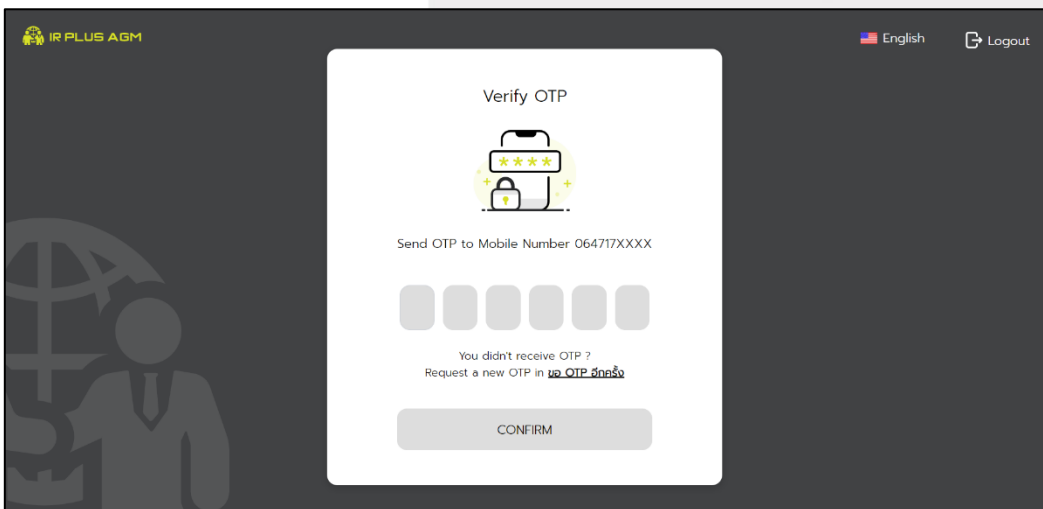 IR PLUS AGM
English
Logout
Verify OTP
****
Send OTP to Mobile Number 064717XXXX
You didn't receive OTP ?
Request a new OTP in ขอ OTP อีกครั้ง
CONFIRM